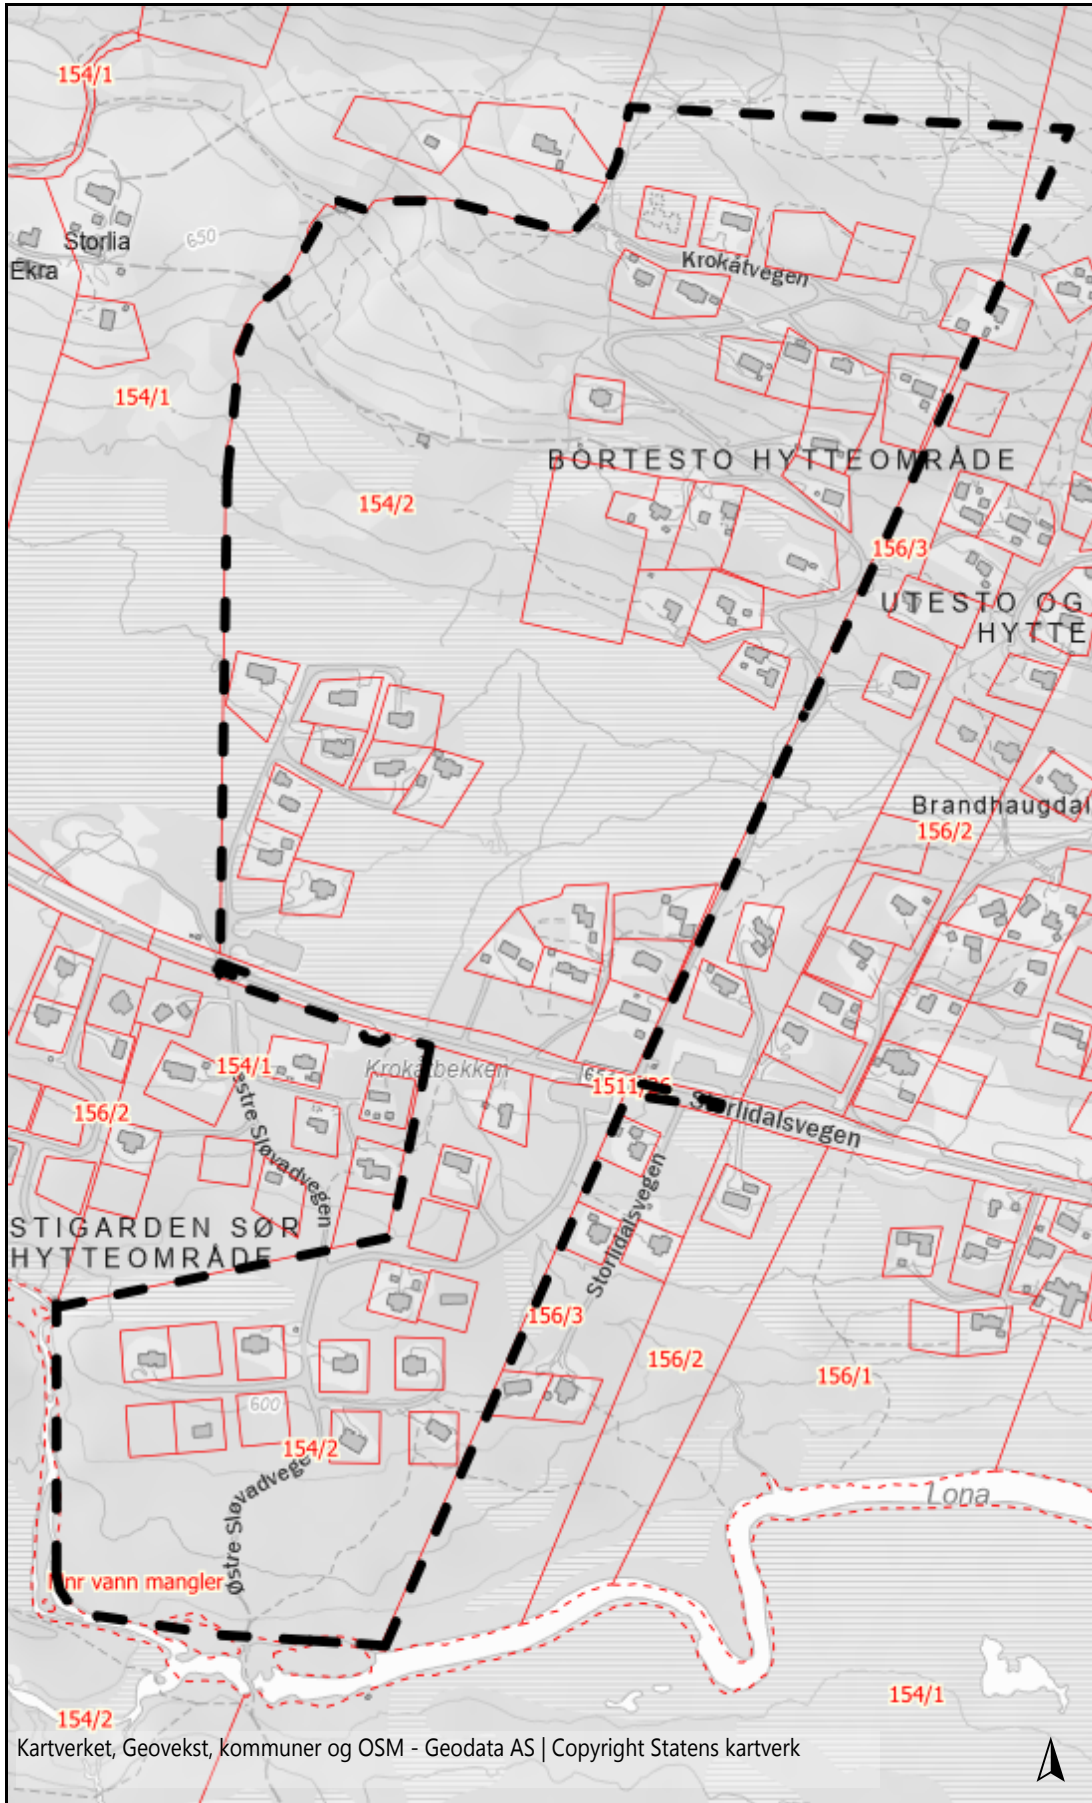 154/1
Storlia
Ekra
650
Krokåtvegen
154/1
BORTESTO HYTTEOMRÅDE
154/2
156/3
UTESTO OG
HYTTE
Brandhaugdal
156/2
Krokåtbekken
154/1
156/2
Storlidalsvegen
Storlidalsvegen
STIGARDEN SØR
HYTTEOMRÅDE
156/3
156/2
156/1
600
154/2
Østre Sløvadvegen
Lona
vann mangler
154/1
154/2
Kartverket, Geovekst, kommuner og OSM - Geodata AS | Copyright Statens kartverk